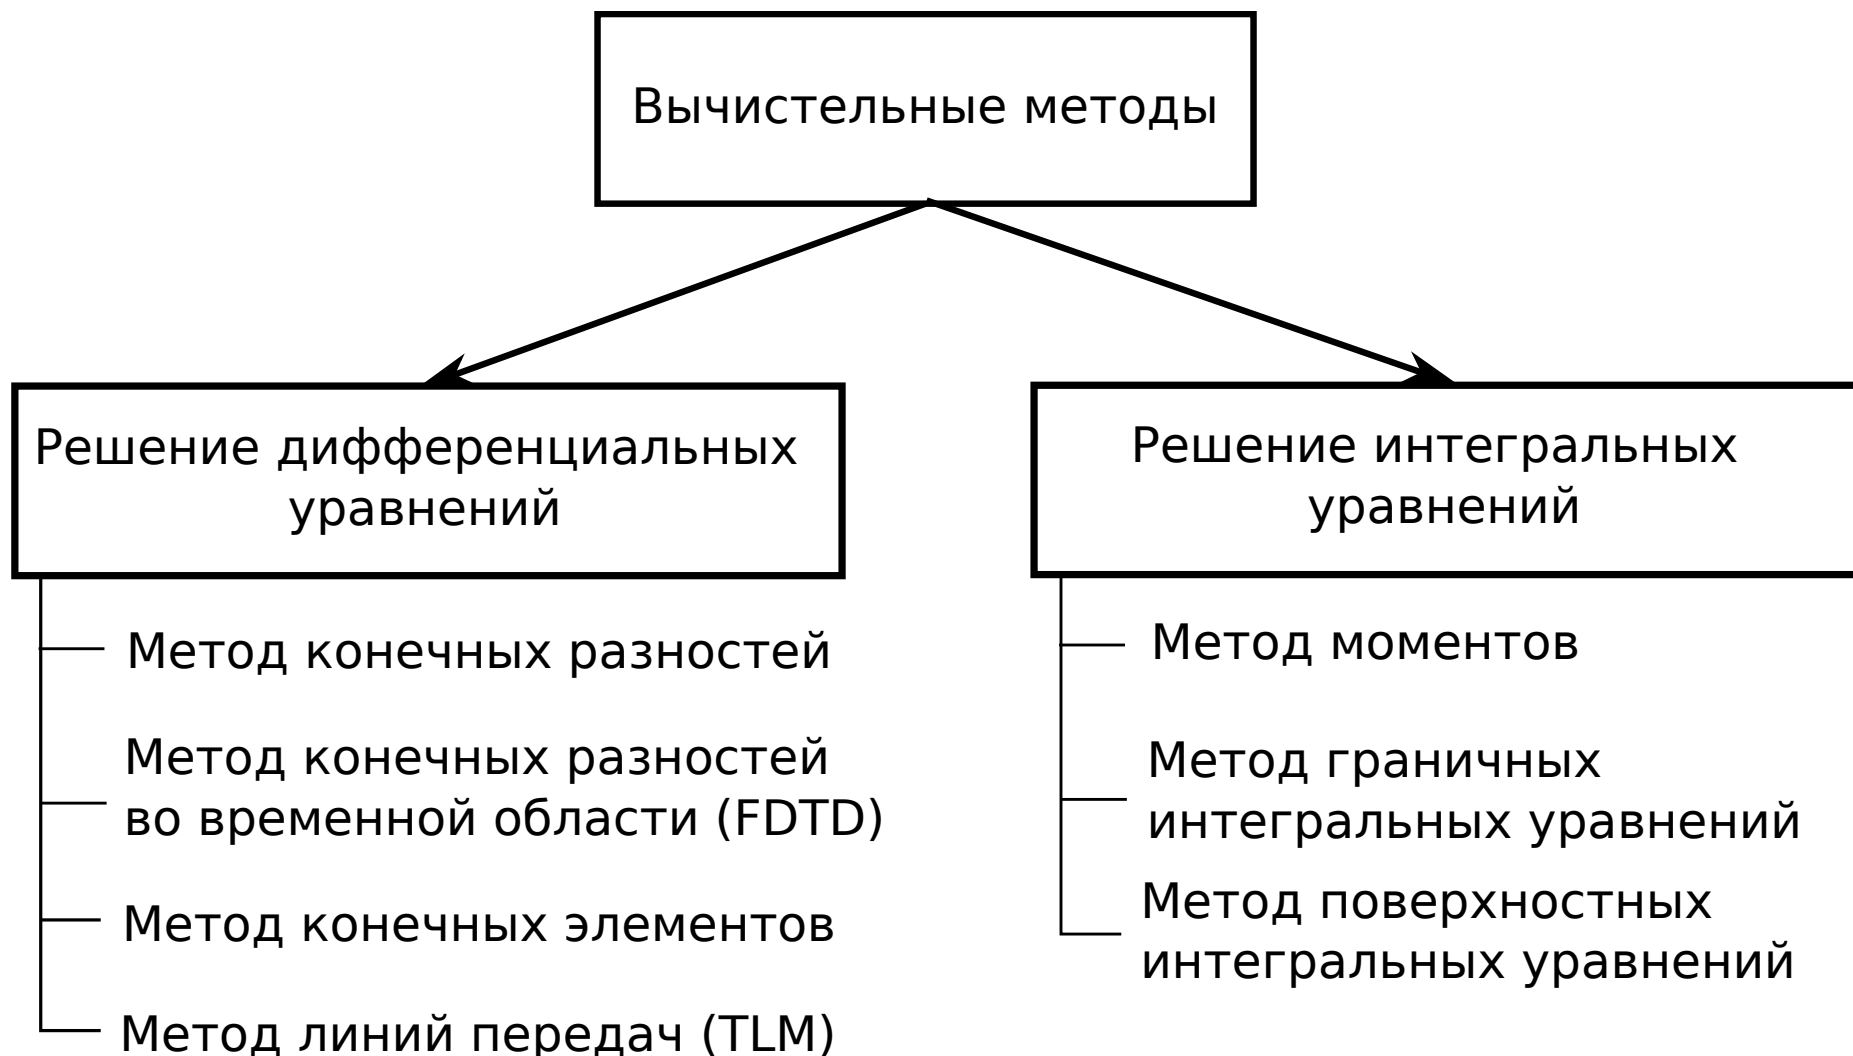 Вычистельные методы
Решение дифференциальных
уравнений
Метод конечных разностей
Метод конечных разностей
во временной области (FDTD)
Метод конечных элементов
Метод линий передач (TLM)
Решение интегральных
уравнений
Метод моментов
Метод граничных
интегральных уравнений
Метод поверхностных
интегральных уравнений